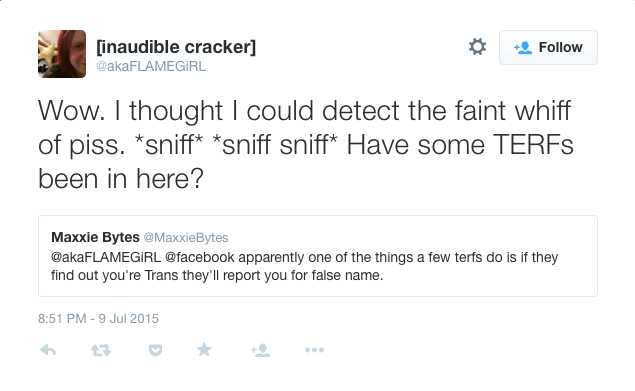 [inaudible cracker]
@akaFLAMEGiRL
Follow
Wow. I thought I could detect the faint whiff
of piss. *sniff* *sniff sniff* Have some TERFs
been in here?
Maxxie Bytes @MaxxieBytes
@akaFLAMEGiRL @facebook apparently one of the things a few terfs do is if they
find out you're Trans they'll report you for false name.
8:51 PM - 9 Jul 2015